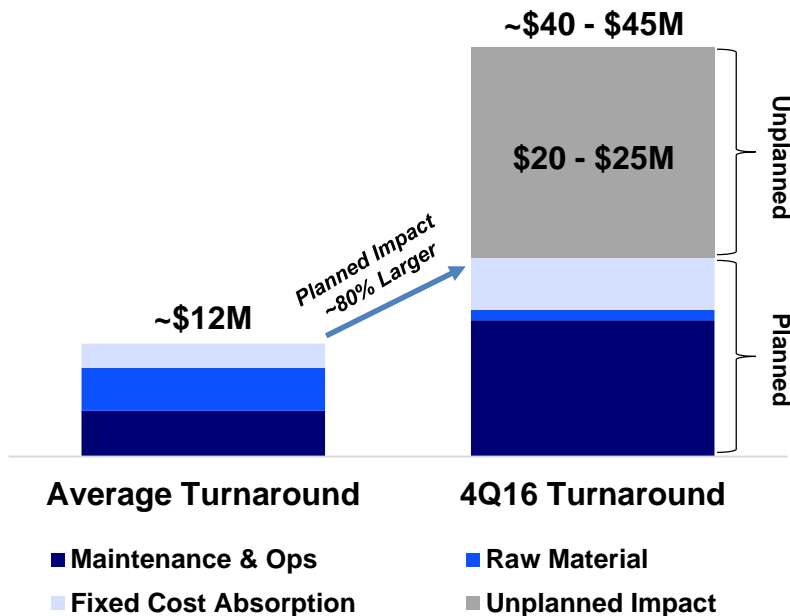 ~$40 - $45M
Unplanned
$20 - $25M
Planned Impact
~80% Larger
~$12M
Planned
Average Turnaround
4Q16 Turnaround
Maintenance & Ops
Raw Material
Fixed Cost Absorption
Unplanned Impact